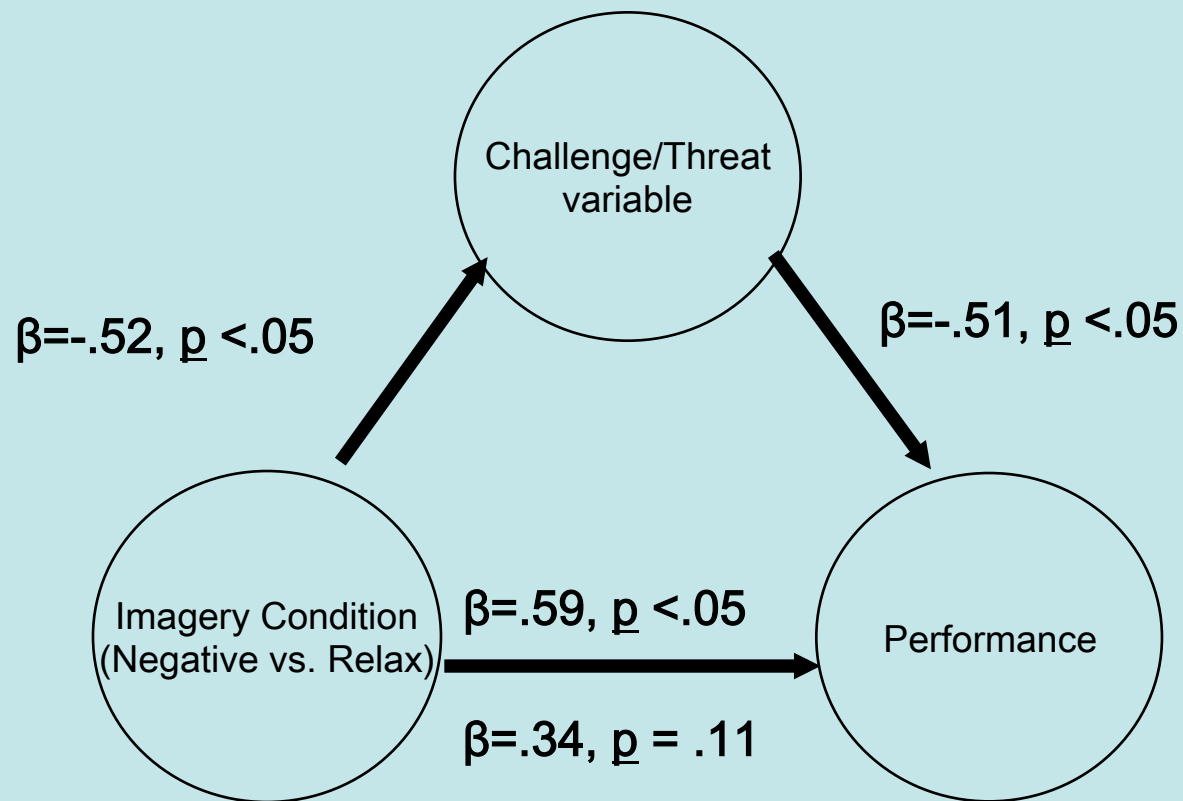 Challenge/Threat
variable
β=-.52, p <.05
β=-.51, p <.05
Imagery Condition
(Negative vs. Relax)
β=.59, p <.05
Performance
β=.34, p = .11